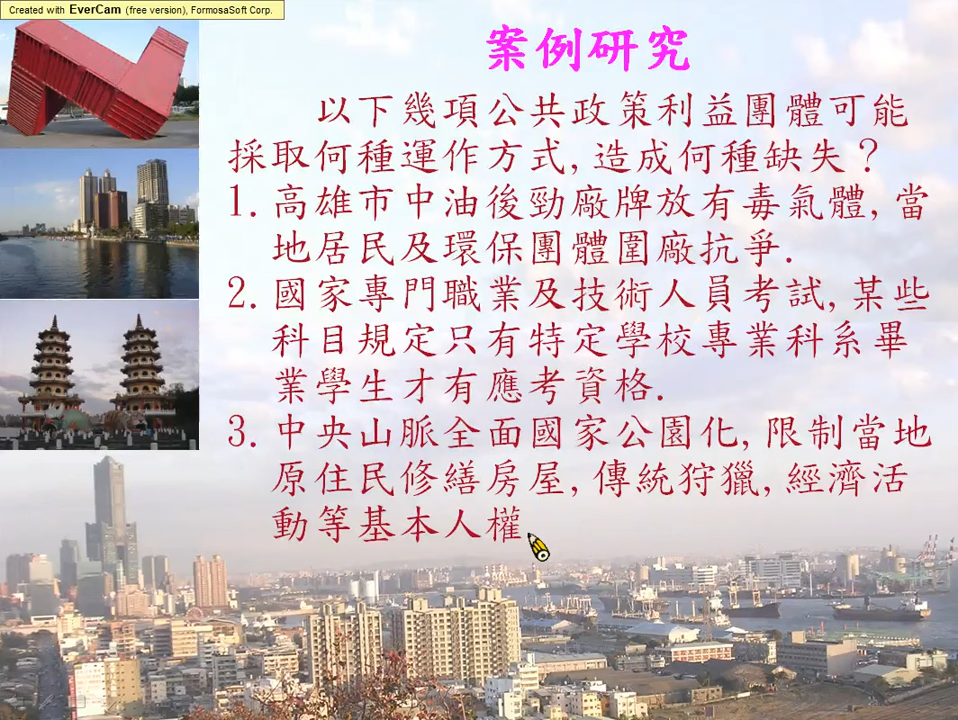 Created with EverCam (free version), FormosaSoft Corp.
案例研究
以下幾項公共政策利益團體可能
採取何種運作方式,造成何種缺失？
1.高雄市中油後勁廠牌放有毒氣體,當
地居民及環保團體圍廠抗爭.
2.國家專門職業及技術人員考試,某些
科目規定只有特定學校專業科系畢
業學生才有應考資格.
3.中央山脈全面國家公園化,限制當地
原住民修繕房屋,傳統狩獵,經濟活
動等基本人權